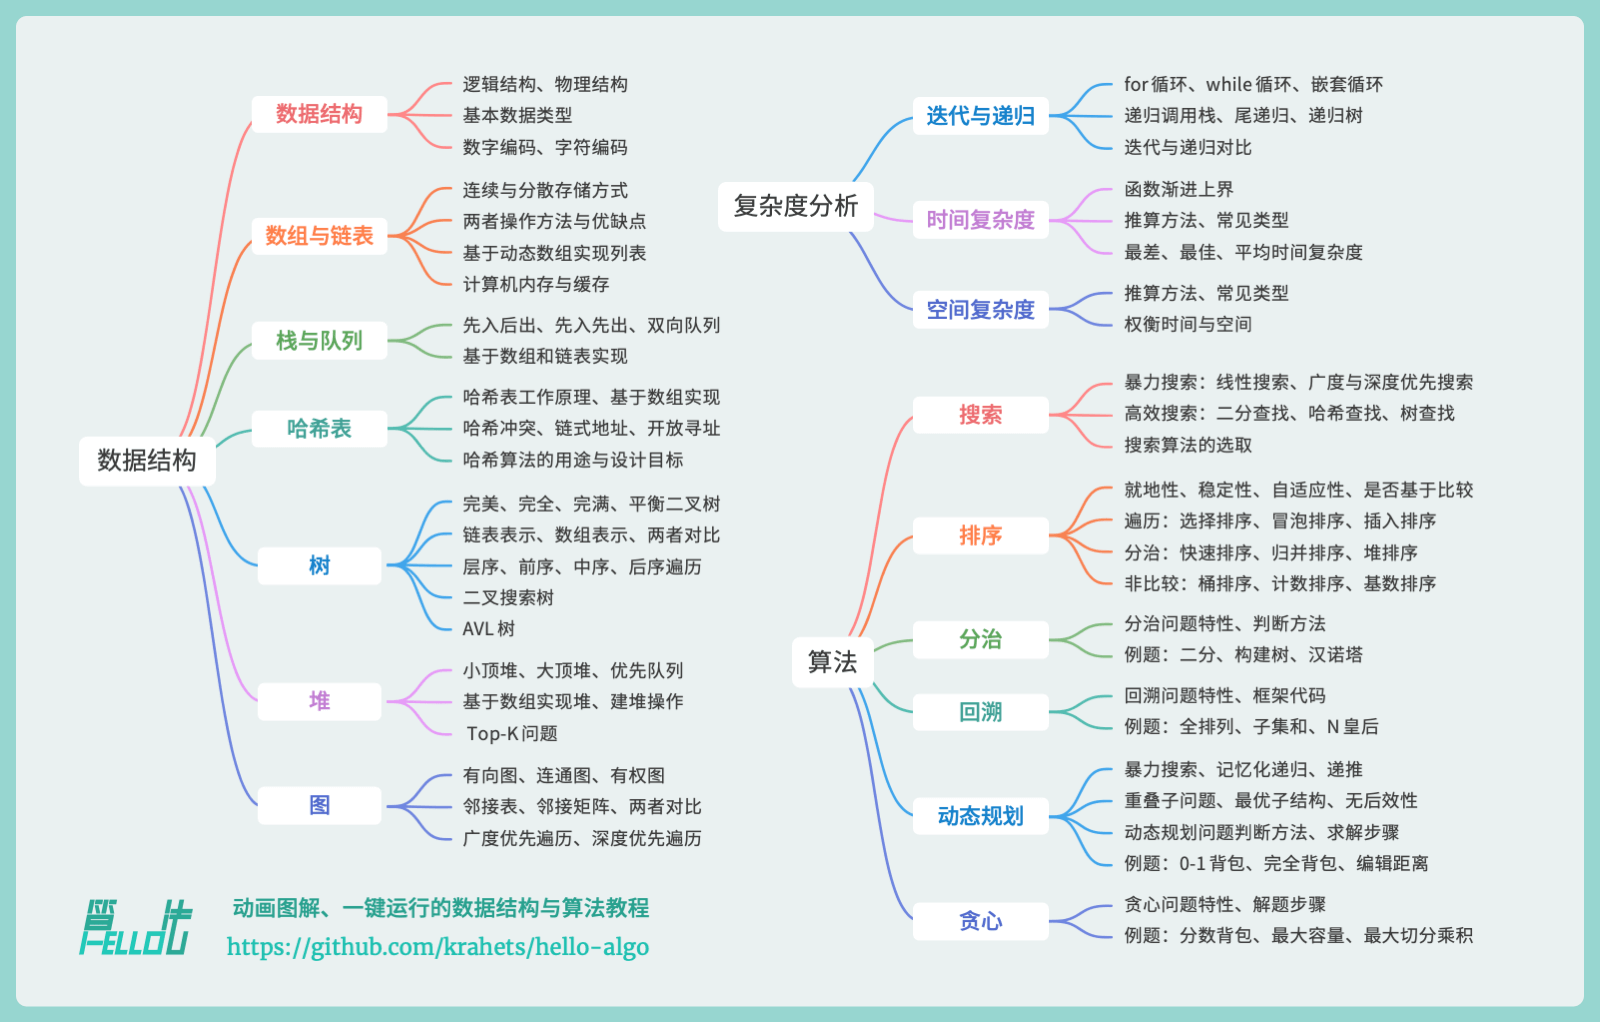 数据结构
数据结构
逻辑结构、物理结构
基本数据类型
数字编码、字符编码
数组与链表
连续与分散存储方式
两者操作方法与优缺点
基于动态数组实现列表
计算机内存与缓存
栈与队列
先入后出、先入先出、双向队列
基于数组和链表实现
哈希表
哈希表工作原理、基于数组实现
哈希冲突、链式地址、开放寻址
哈希算法的用途与设计目标
树
完美、完全、完满、平衡二叉树
链表表示、数组表示、两者对比
层序、前序、中序、后序遍历
二叉搜索树
AVL 树
堆
小顶堆、大顶堆、优先队列
基于数组实现堆、建堆操作
Top-K 问题
图
有向图、连通图、有权图
邻接表、邻接矩阵、两者对比
广度优先遍历、深度优先遍历
复杂度分析
迭代与递归
for 循环、while 循环、嵌套循环
递归调用栈、尾递归、递归树
迭代与递归对比
时间复杂度
函数渐进上界
推算方法、常见类型
最差、最佳、平均时间复杂度
空间复杂度
推算方法、常见类型
权衡时间与空间
算法
搜索
暴力搜索：线性搜索、广度与深度优先搜索
高效搜索：二分查找、哈希查找、树查找
搜索算法的选取
排序
就地性、稳定性、自适应性、是否基于比较
遍历：选择排序、冒泡排序、插入排序
分治：快速排序、归并排序、堆排序
非比较：桶排序、计数排序、基数排序
分治
分治问题特性、判断方法
例题：二分、构建树、汉诺塔
回溯
回溯问题特性、框架代码
例题：全排列、子集和、N 皇后
动态规划
暴力搜索、记忆化递归、递推
重叠子问题、最优子结构、无后效性
动态规划问题判断方法、求解步骤
例题：0-1 背包、完全背包、编辑距离
贪心
贪心问题特性、解题步骤
例题：分数背包、最大容量、最大切分乘积
算法
HELLO
动画图解、一键运行的数据结构与算法教程
https://github.com/krahets/hello-algo